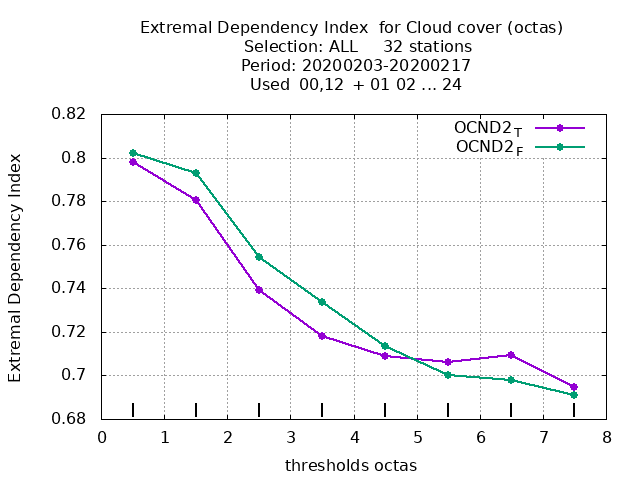 Extremal Dependency Index  for Cloud cover (octas)
Selection: ALL     32 stations
Period: 20200203-20200217
Used  00,12  + 01 02 ... 24
OCND2T
OCND2F
Extremal Dependency Index
0.82
0.8
0.78
0.76
0.74
0.72
0.7
0.68
0 1 2 3 4 5 6 7 8
thresholds octas